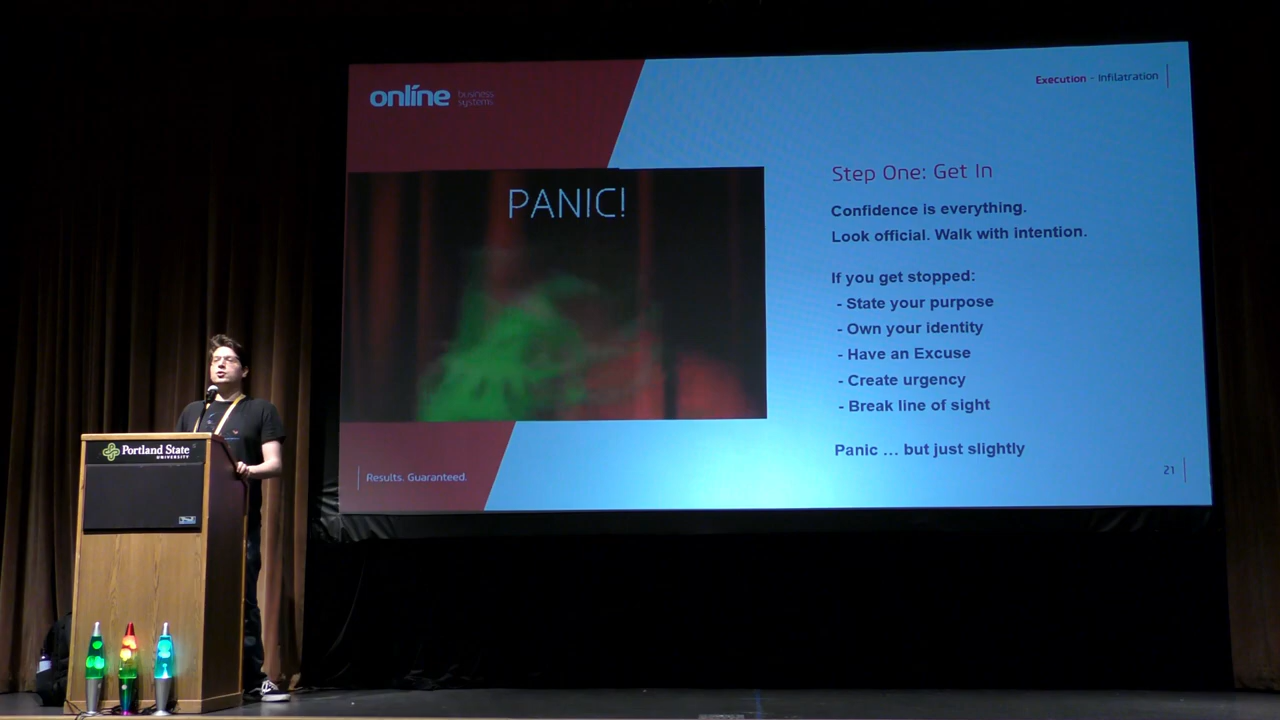 online business systems
Execution - Infilatration
PANIC!
Step One: Get In
Confidence is everything.
Look official. Walk with intention.
If you get stopped:
- State your purpose
- Own your identity
- Have an Excuse
- Create urgency
- Break line of sight
Panic ... but just slightly
Results. Guaranteed.
21
Portland State
UNIVERSITY